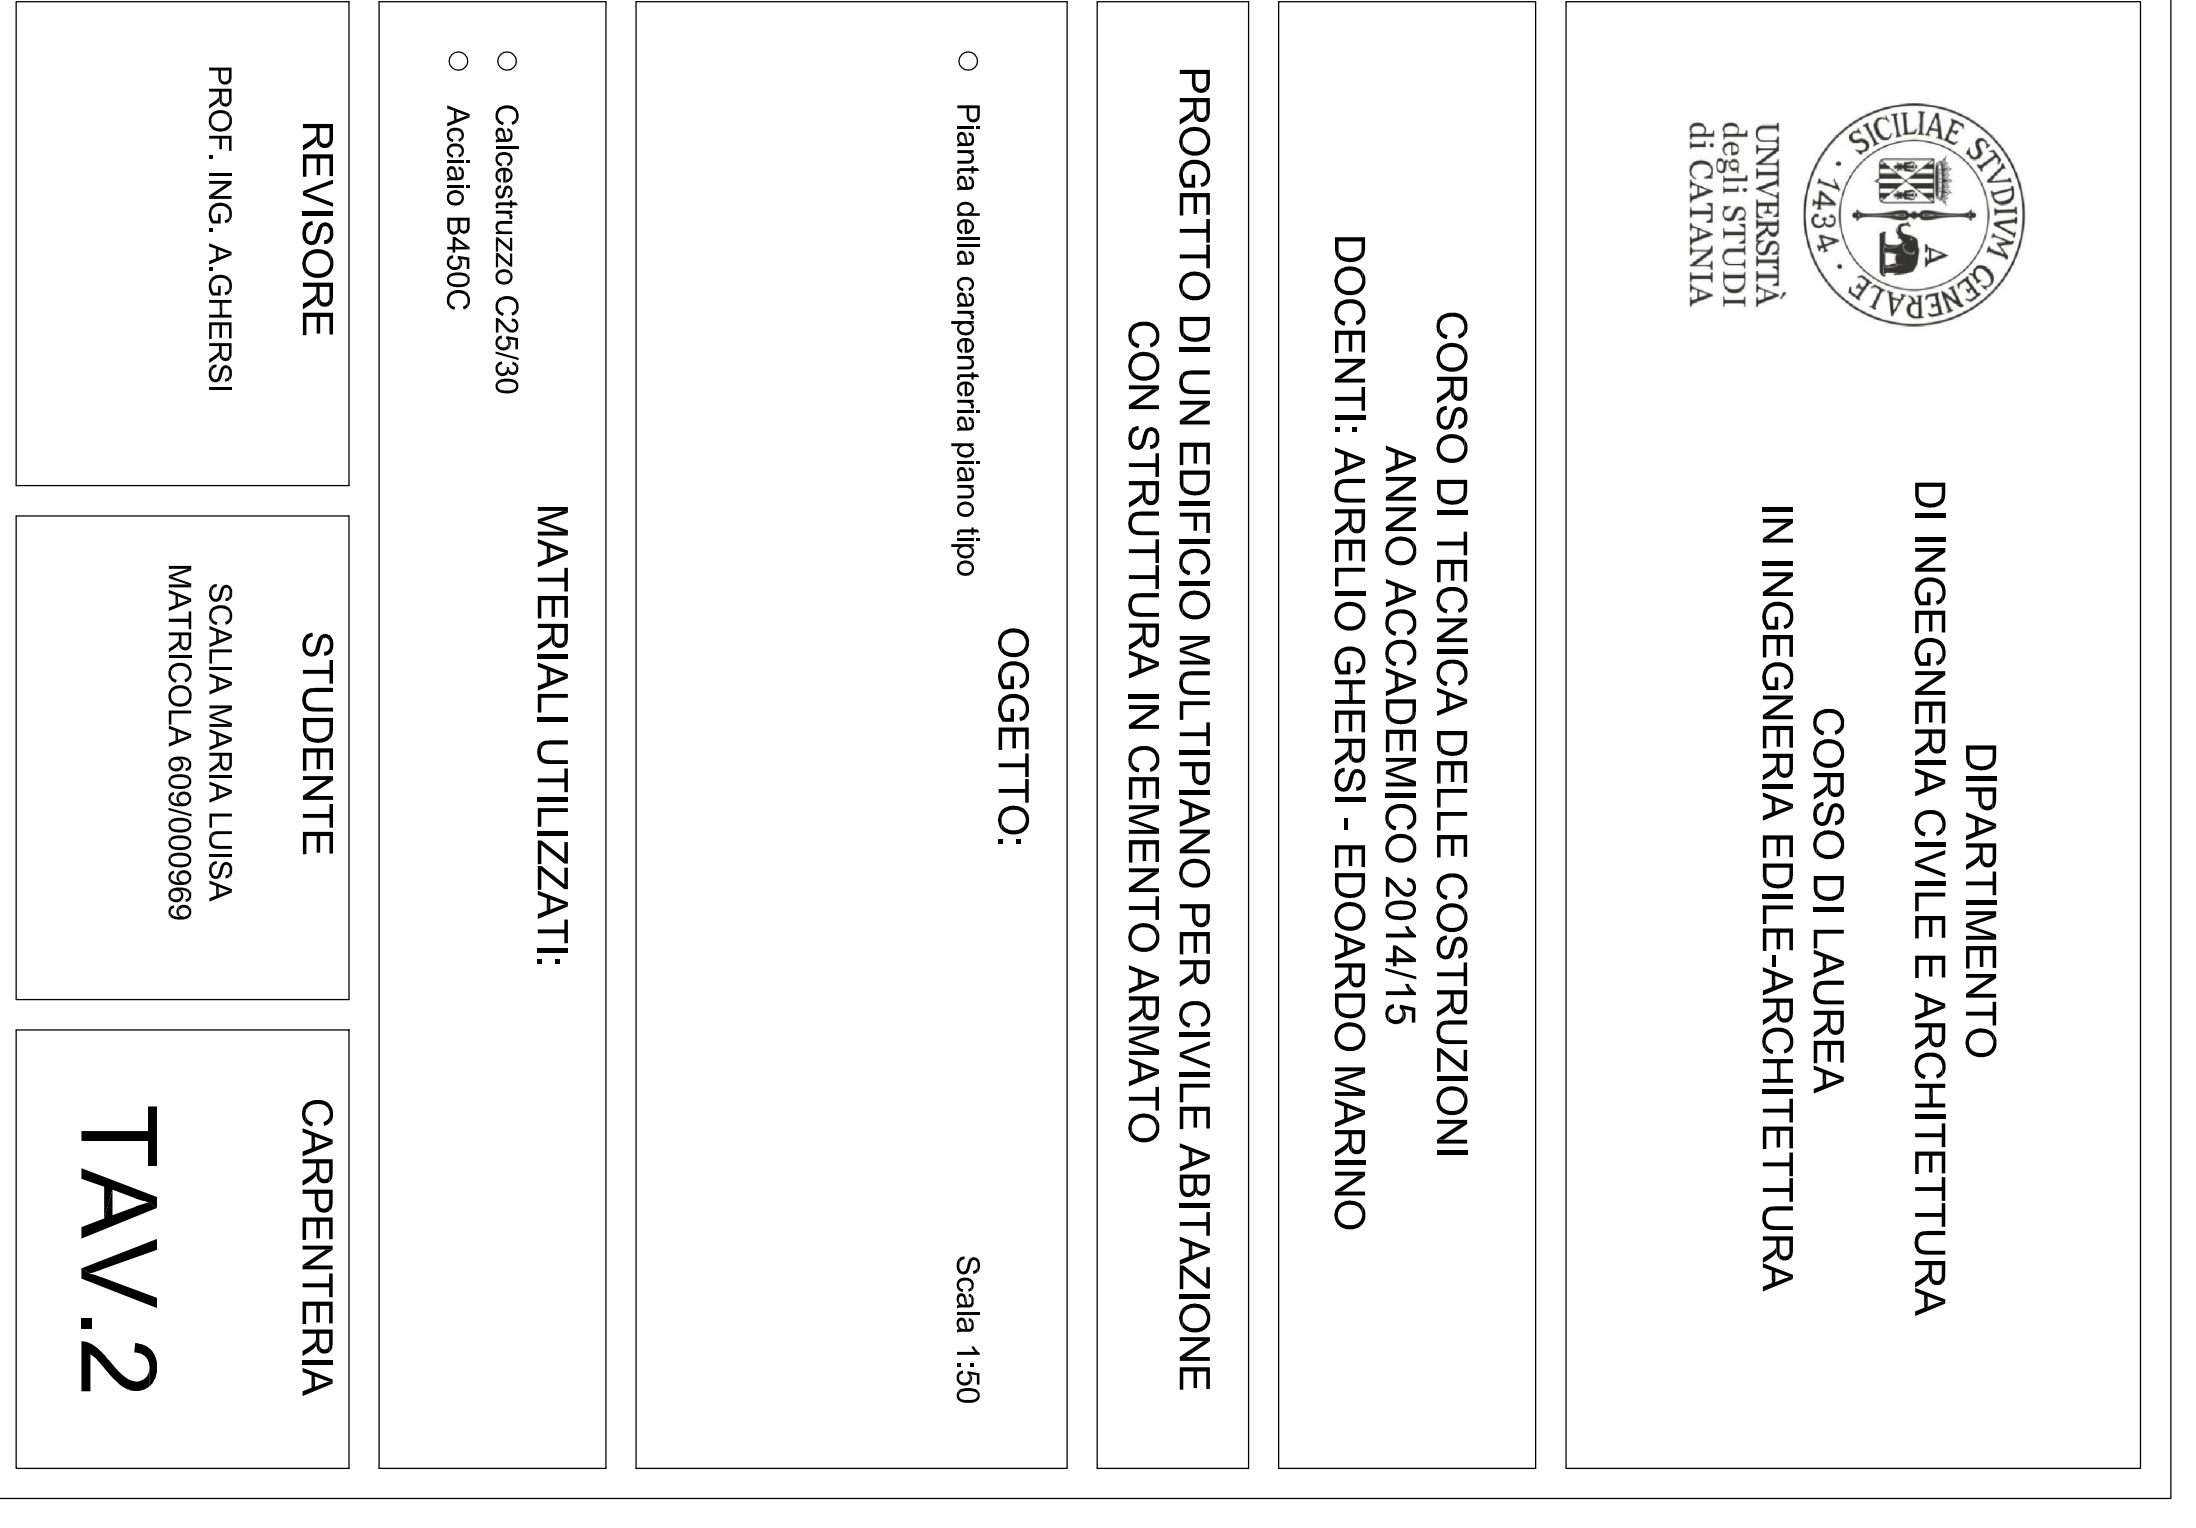 SICILIAE STVDIVM GENERALE · 1434 ·
A
UNIVERSITÀ
degli STUDI
di CATANIA
DIPARTIMENTO
DI INGEGNERIA CIVILE E ARCHITETTURA
CORSO DI LAUREA
IN INGEGNERIA EDILE-ARCHITETTURA
CORSO DI TECNICA DELLE COSTRUZIONI
ANNO ACCADEMICO 2014/15
DOCENTI: AURELIO GHERSI - EDOARDO MARINO
PROGETTO DI UN EDIFICIO MULTIPIANO PER CIVILE ABITAZIONE
CON STRUTTURA IN CEMENTO ARMATO
OGGETTO:
○ Pianta della carpenteria piano tipo Scala 1:50
MATERIALI UTILIZZATI:
○ Calcestruzzo C25/30
○ Acciaio B450C
REVISORE
PROF. ING. A.GHERSI
STUDENTE
SCALIA MARIA LUISA
MATRICOLA 609/000969
CARPENTERIA
TAV.2